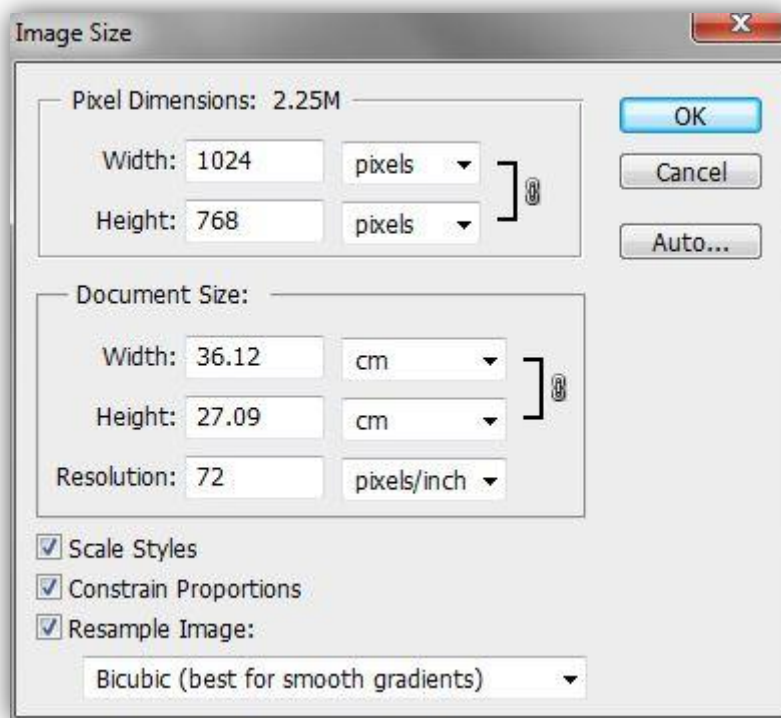 Image Size
X
Pixel Dimensions: 2.25M
OK
Width: 1024 pixels
Cancel
Height: 768 pixels
Auto...
Document Size:
Width: 36.12 cm
Height: 27.09 cm
Resolution: 72 pixels/inch
Scale Styles
Constrain Proportions
Resample Image:
Bicubic (best for smooth gradients)